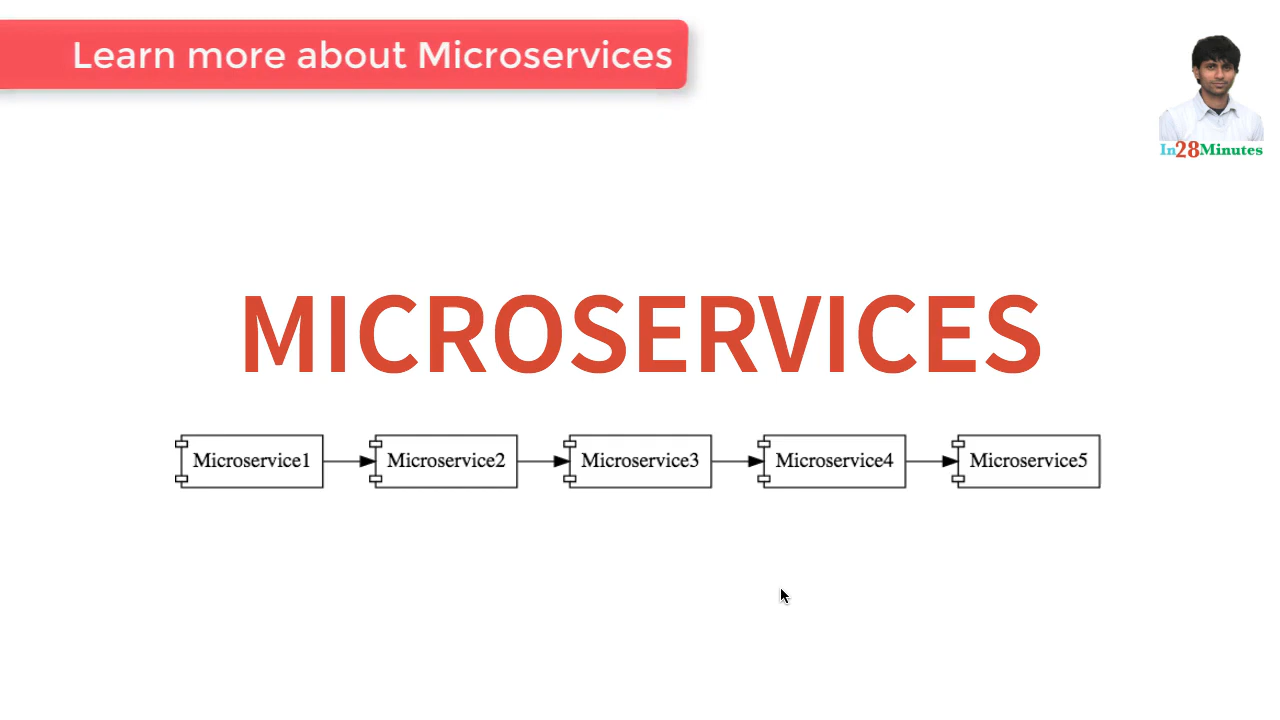 Learn more about Microservices
In28Minutes
MICROSERVICES
Microservice1
Microservice2
Microservice3
Microservice4
Microservice5